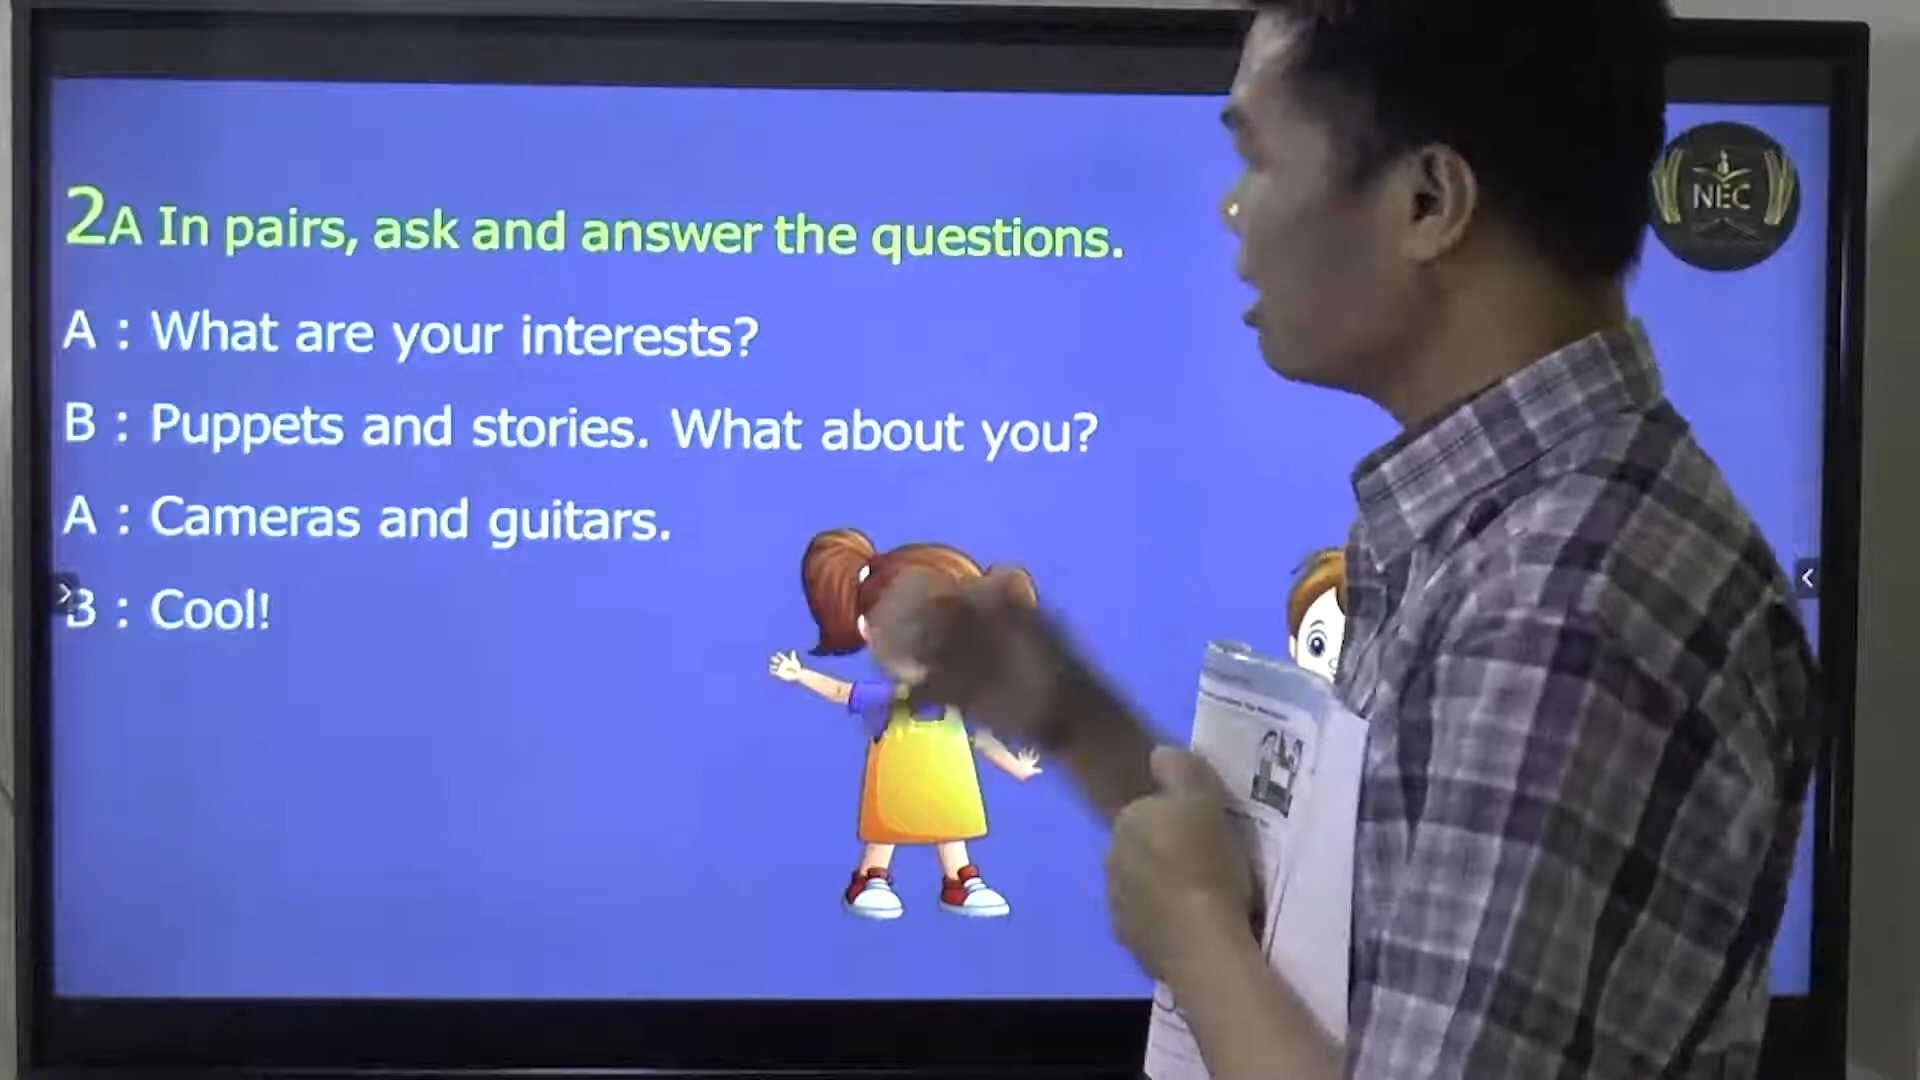 2A In pairs, ask and answer the questions.
A : What are your interests?
B : Puppets and stories. What about you?
A : Cameras and guitars.
B : Cool!
NEC